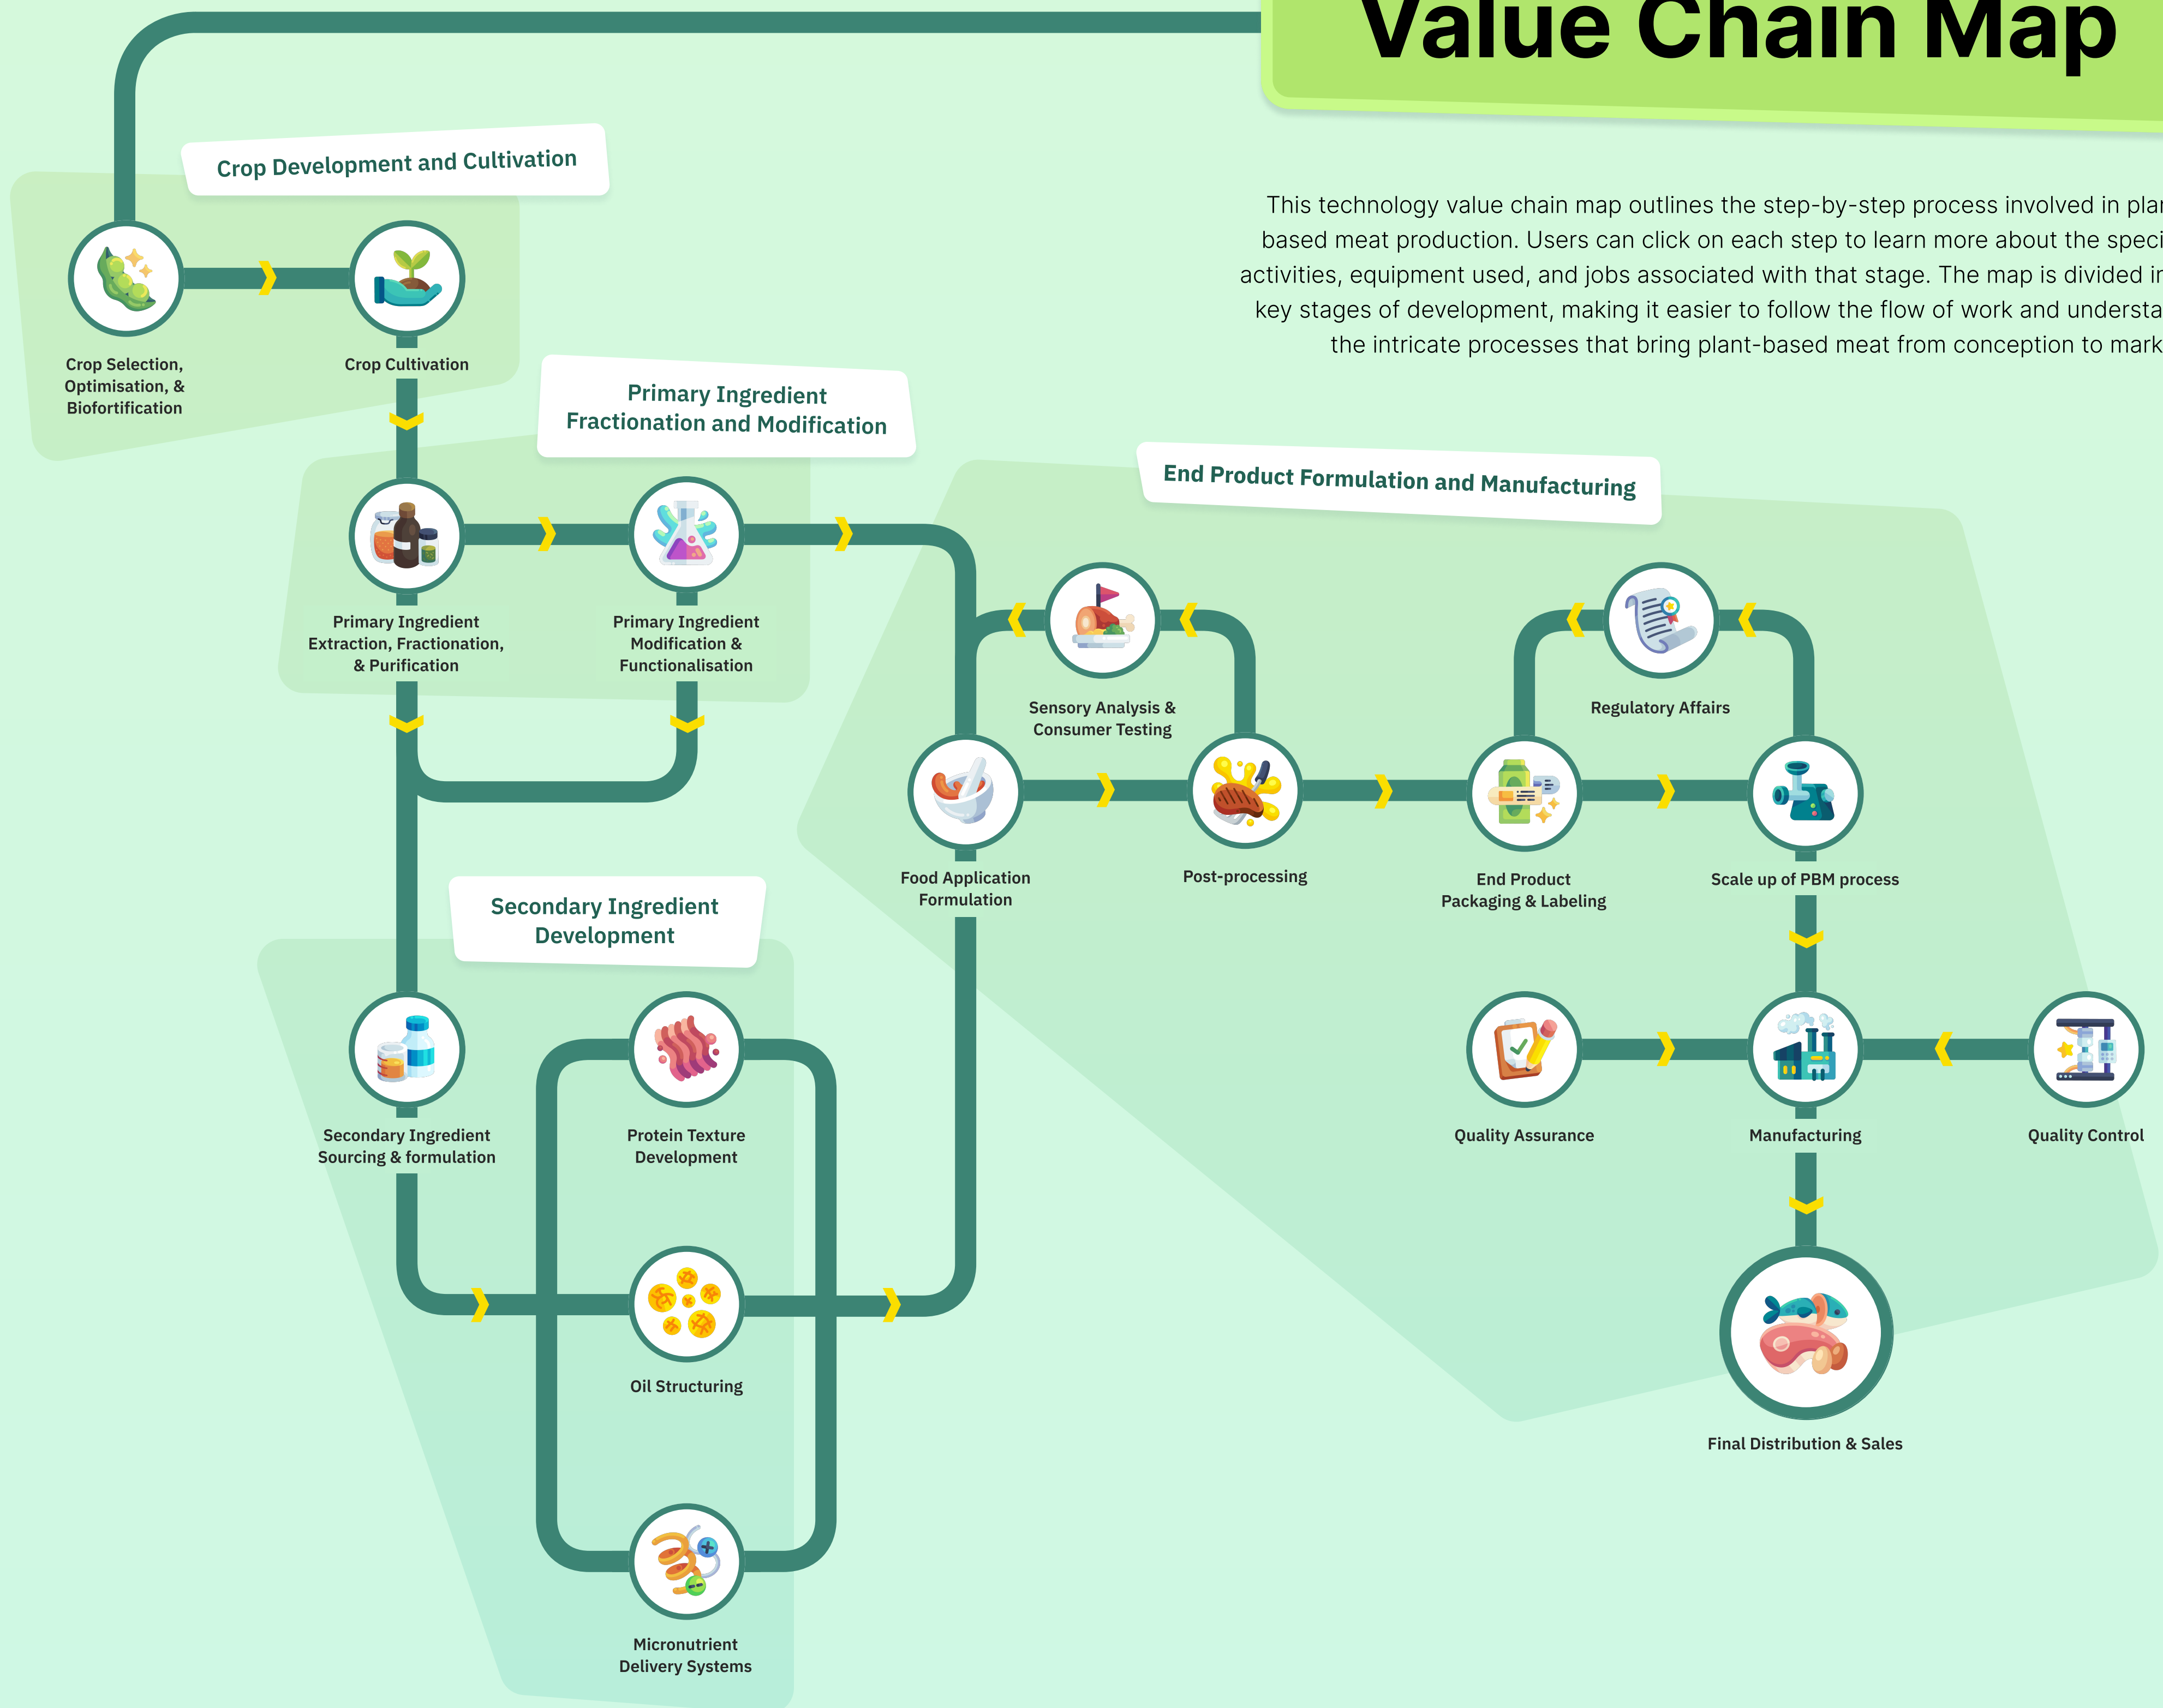 Value Chain Map
This technology value chain map outlines the step-by-step process involved in
based meat production. Users can click on each step to learn more about the
activities, equipment used, and jobs associated with that stage. The map is divided
key stages of development, making it easier to follow the flow of work and
the intricate processes that bring plant-based meat from conception to
Crop Development and Cultivation
Crop Selection,
Optimisation, &
Biofortification
Crop Cultivation
Primary Ingredient
Fractionation and Modification
Primary Ingredient
Extraction, Fractionation,
& Purification
Primary Ingredient
Modification &
Functionalisation
End Product Formulation and Manufacturing
Sensory Analysis &
Consumer Testing
Regulatory Affairs
Food Application
Formulation
Post-processing
End Product
Packaging & Labeling
Scale up of PBM process
Secondary Ingredient
Development
Secondary Ingredient
Sourcing & formulation
Protein Texture
Development
Quality Assurance
Manufacturing
Quality Control
Oil Structuring
Final Distribution & Sales
Micronutrient
Delivery Systems